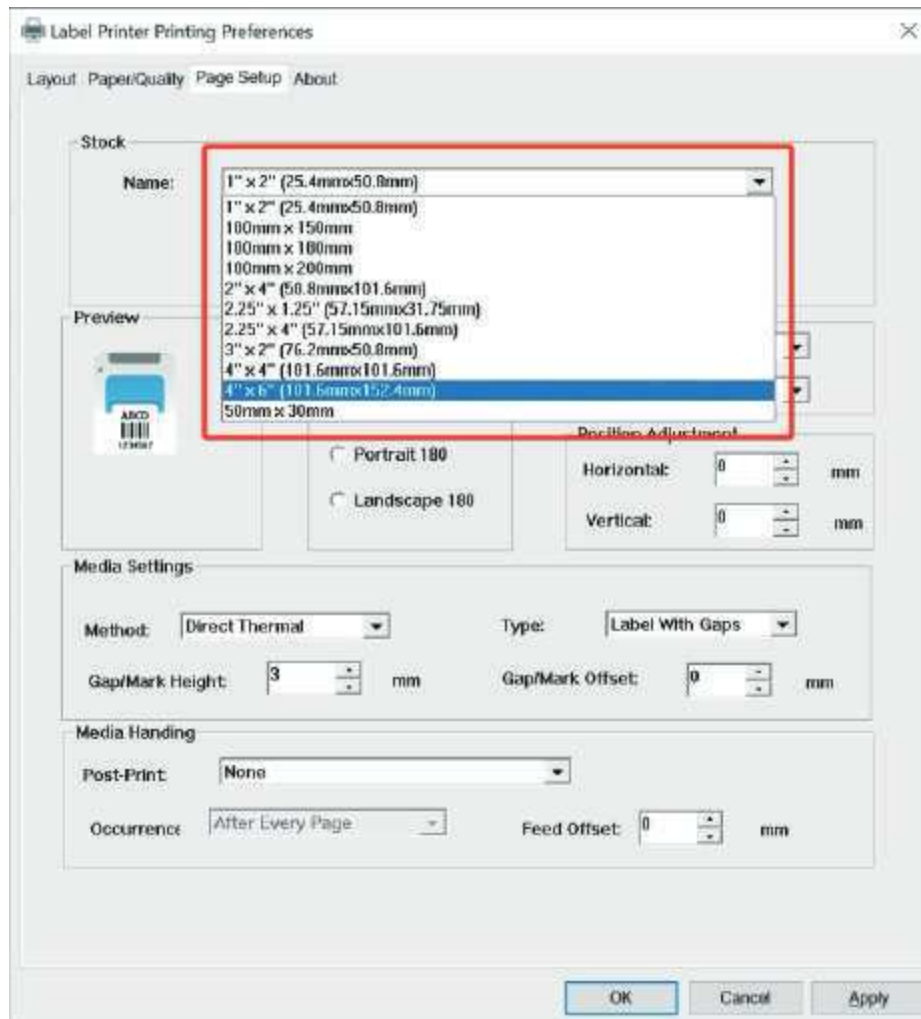 Label Printer Printing Preferences
Layout Paper/Quality Page Setup About
Stock
Name: 1" x 2" (25.4mmx50.8mm)
1" x 2" (25.4mmx50.8mm)
100mm x 150mm
100mm x 180mm
100mm x 200mm
2" x 4" (50.8mmx101.6mm)
2.25" x 1.25" (57.15mmx31.75mm)
2.25" x 4" (57.15mmx101.6mm)
3" x 2" (76.2mmx50.8mm)
4" x 4" (101.6mmx101.6mm)
4" x 6" (101.6mmx152.4mm)
50mm x 30mm
Preview
ABCD
Portrait 180
Landscape 180
Position Adjustment
Horizontal: 0 mm
Vertical: 0 mm
Media Settings
Method: Direct Thermal Type: Label With Gaps
Gap/Mark Height: 3 mm Gap/Mark Offset: 0 mm
Media Handing
Post-Print: None
Occurrence After Every Page Feed Offset: 0 mm
OK Cancel Apply